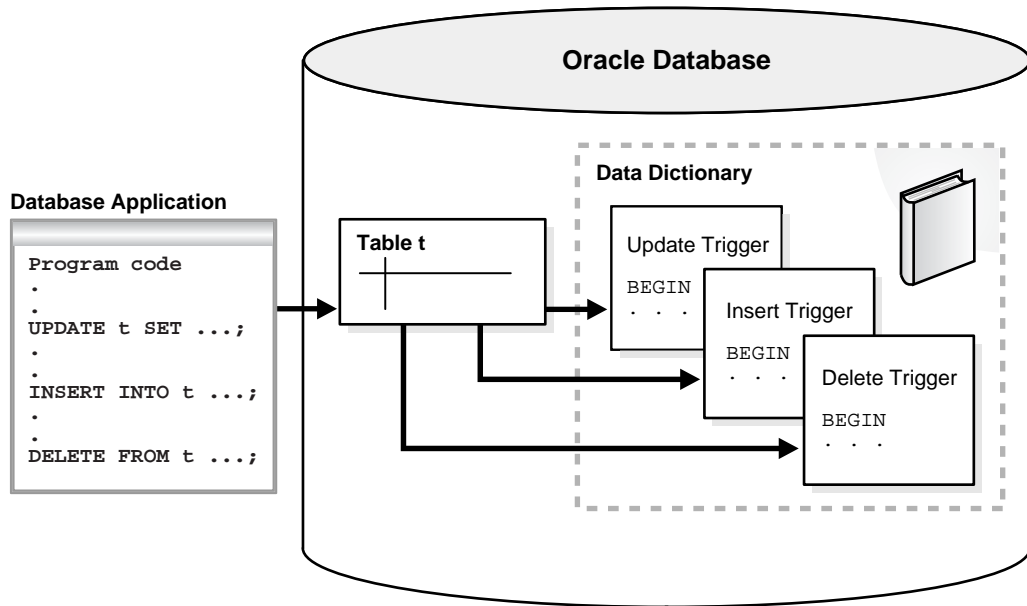 Oracle Database
Data Dictionary
Database Application
Program code
.
.
UPDATE t SET ...;
.
.
INSERT INTO t ...;
.
.
DELETE FROM t ...;
Table t
Update Trigger
BEGIN
. . .
Insert Trigger
BEGIN
. . .
Delete Trigger
BEGIN
. . .